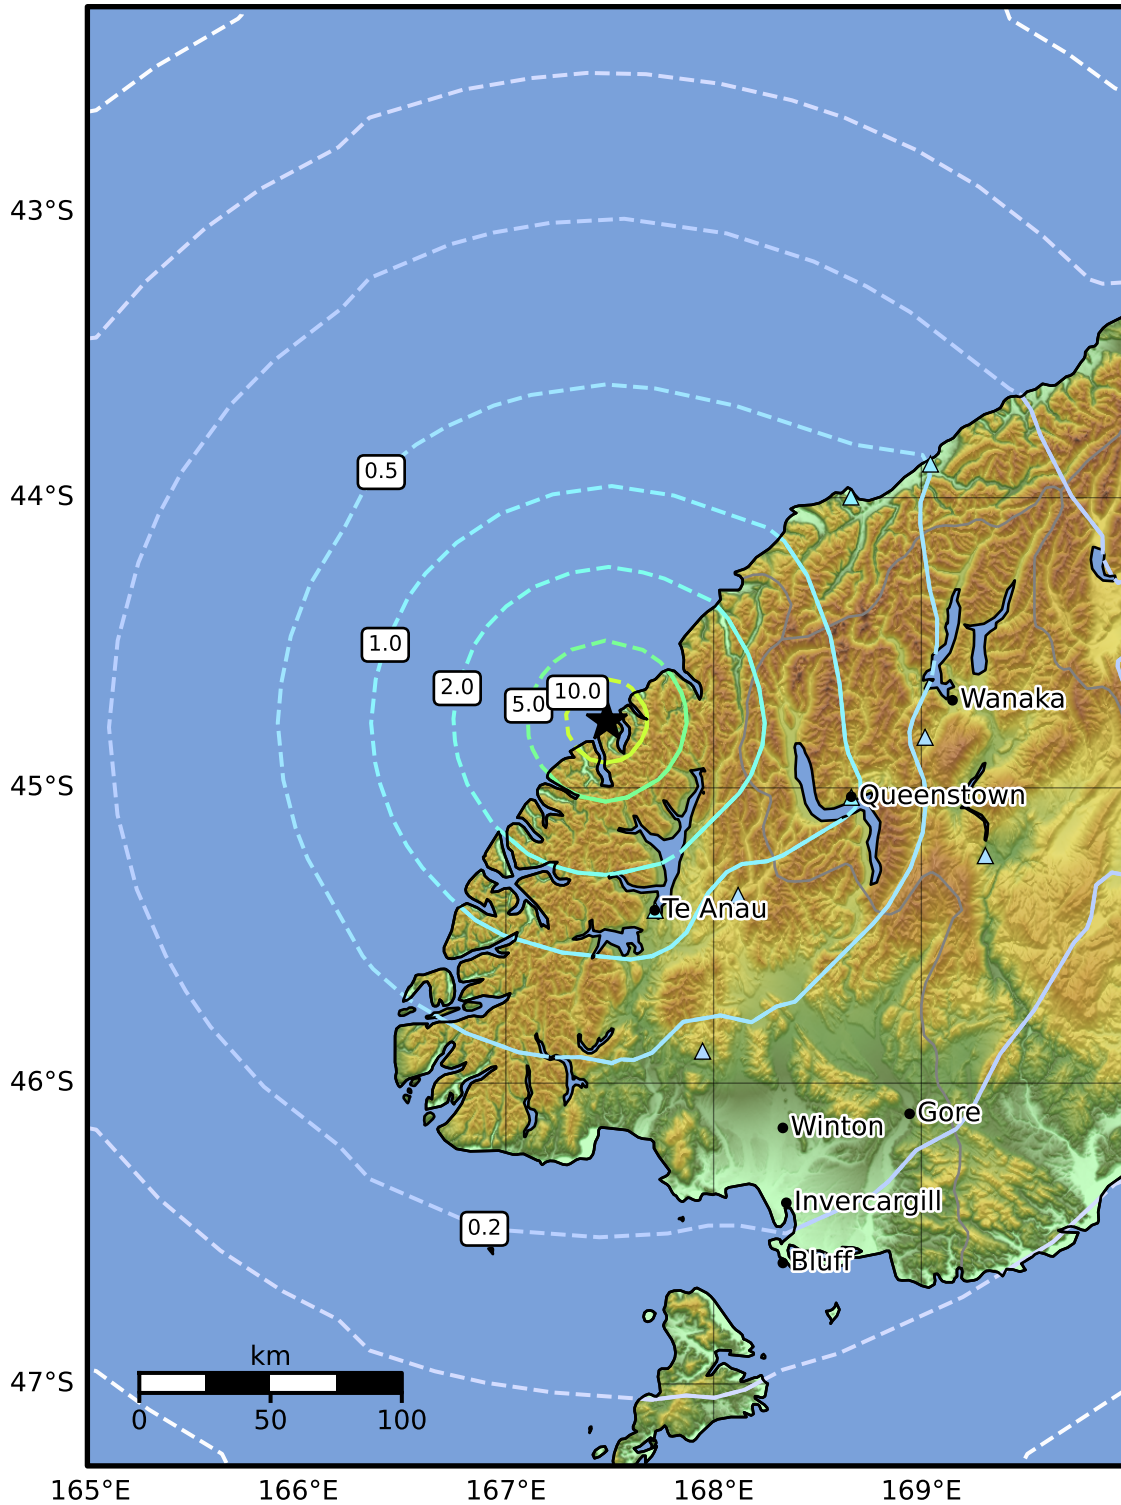 43°S
0.5
44°S
1.0
2.0
10.0
5.0
Wanaka
45°S
Queenstown
Te Anau
46°S
Gore
Winton
Invercargill
0.2
Bluff
km
47°S
0 50 100
165°E 166°E 167°E 168°E 169°E